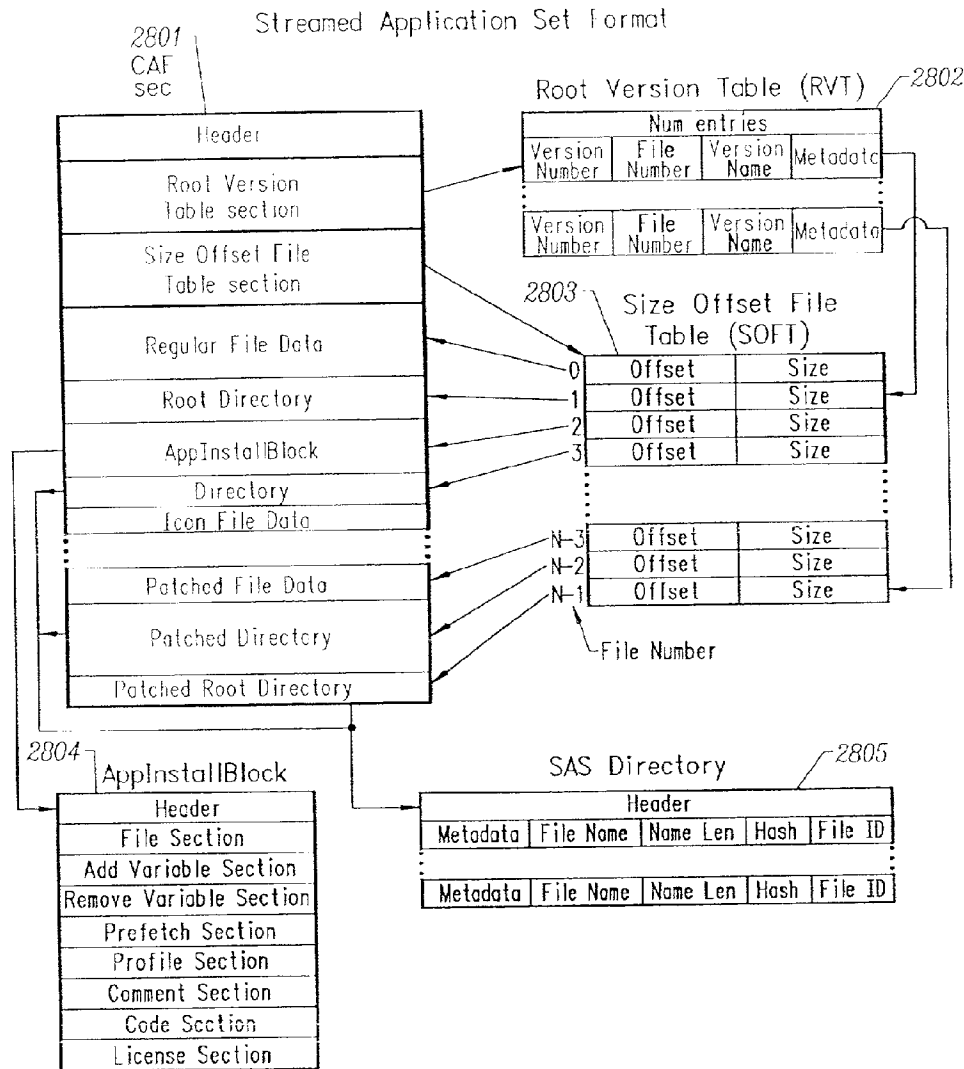 Streamed Application Set Format
2801
CAF
sec
Header
Root Version
Table section
Size Offset File
Table section
Regular File Data
Root Directory
AppInstallBlock
Directory
Icon File Data
Patched File Data
Patched Directory
Patched Root Directory
2802
Root Version Table (RVT)
Num entries
Version Number File Number Version Name Metadata
Version Number File Number Version Name Metadata
2803
Size Offset File
Table (SOFT)
0 Offset Size
1 Offset Size
2 Offset Size
3 Offset Size
N-3 Offset Size
N-2 Offset Size
N-1 Offset Size
File Number
2804
AppInstallBlock
Header
File Section
Add Variable Section
Remove Variable Section
Prefetch Section
Profile Section
Comment Section
Code Section
License Section
2805
SAS Directory
Header
Metadata File Name Name Len Hash File ID
Metadata File Name Name Len Hash File ID